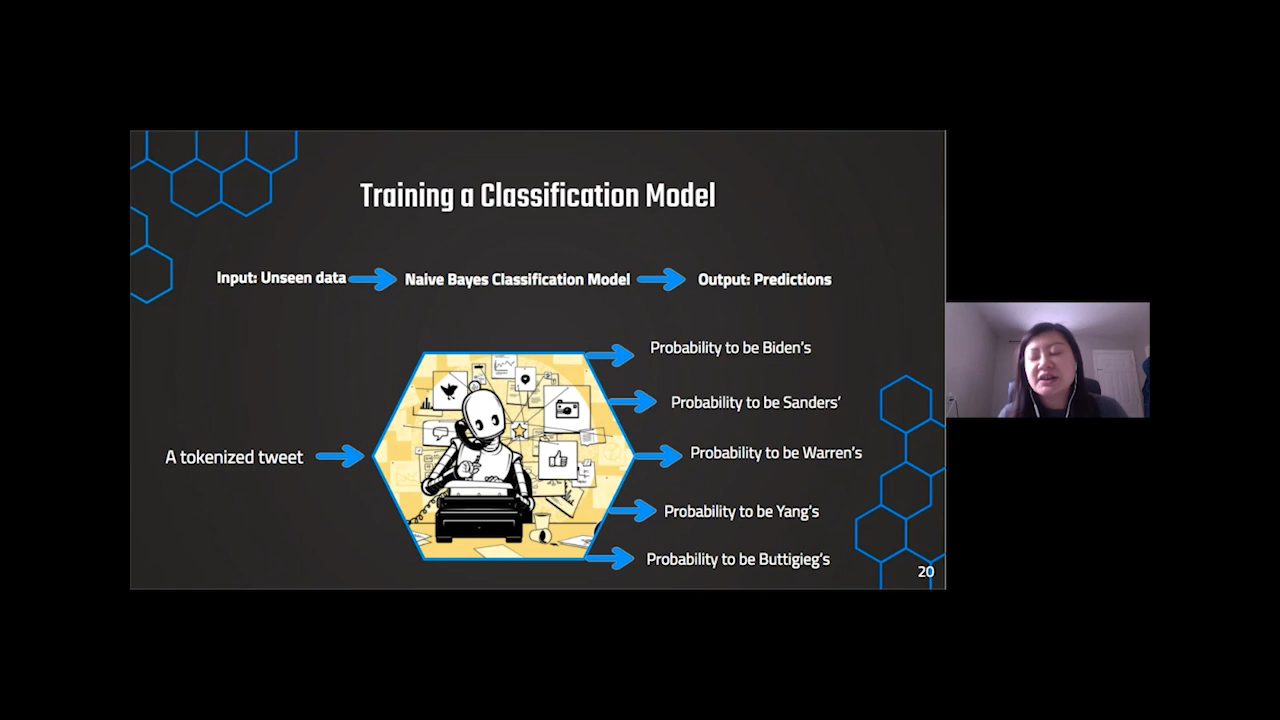 Training a Classification Model
Input: Unseen data
Naive Bayes Classification Model
Output: Predictions
Probability to be Biden's
Probability to be Sanders'
A tokenized tweet
Probability to be Warren's
Probability to be Yang's
Probability to be Buttigieg's
20